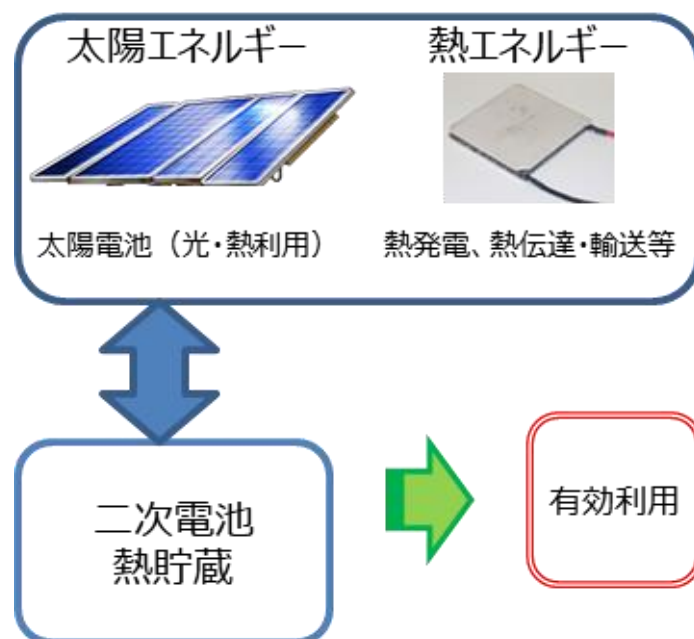 太陽エネルギー
熱エネルギー
太陽電池（光・熱利用）
熱発電、熱伝達・輸送等
二次電池
熱貯蔵
有効利用